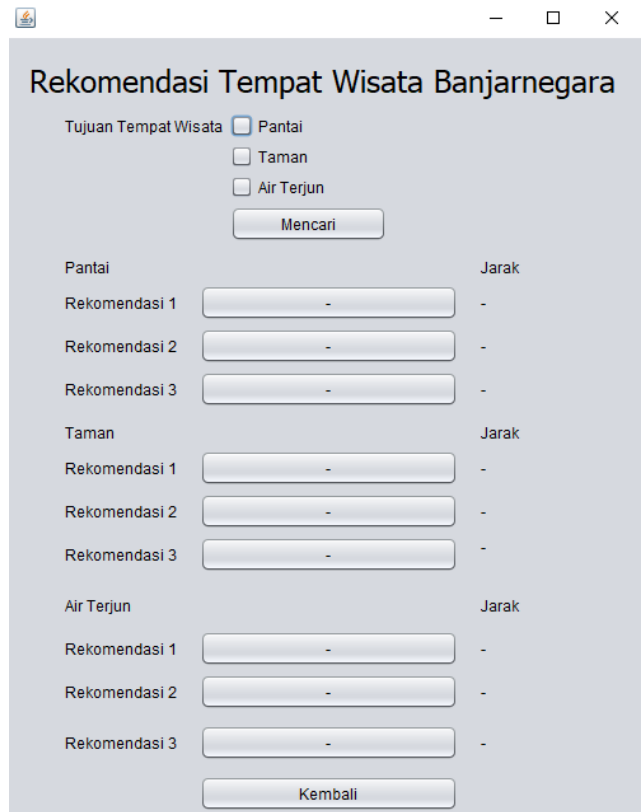 Rekomendasi Tempat Wisata Banjarnegara
Tujuan Tempat Wisata Pantai
Taman
Air Terjun
Mencari
Pantai Jarak
Rekomendasi 1 - -
Rekomendasi 2 - -
Rekomendasi 3 - -
Taman Jarak
Rekomendasi 1 - -
Rekomendasi 2 - -
Rekomendasi 3 - -
Air Terjun Jarak
Rekomendasi 1 - -
Rekomendasi 2 - -
Rekomendasi 3 - -
Kembali